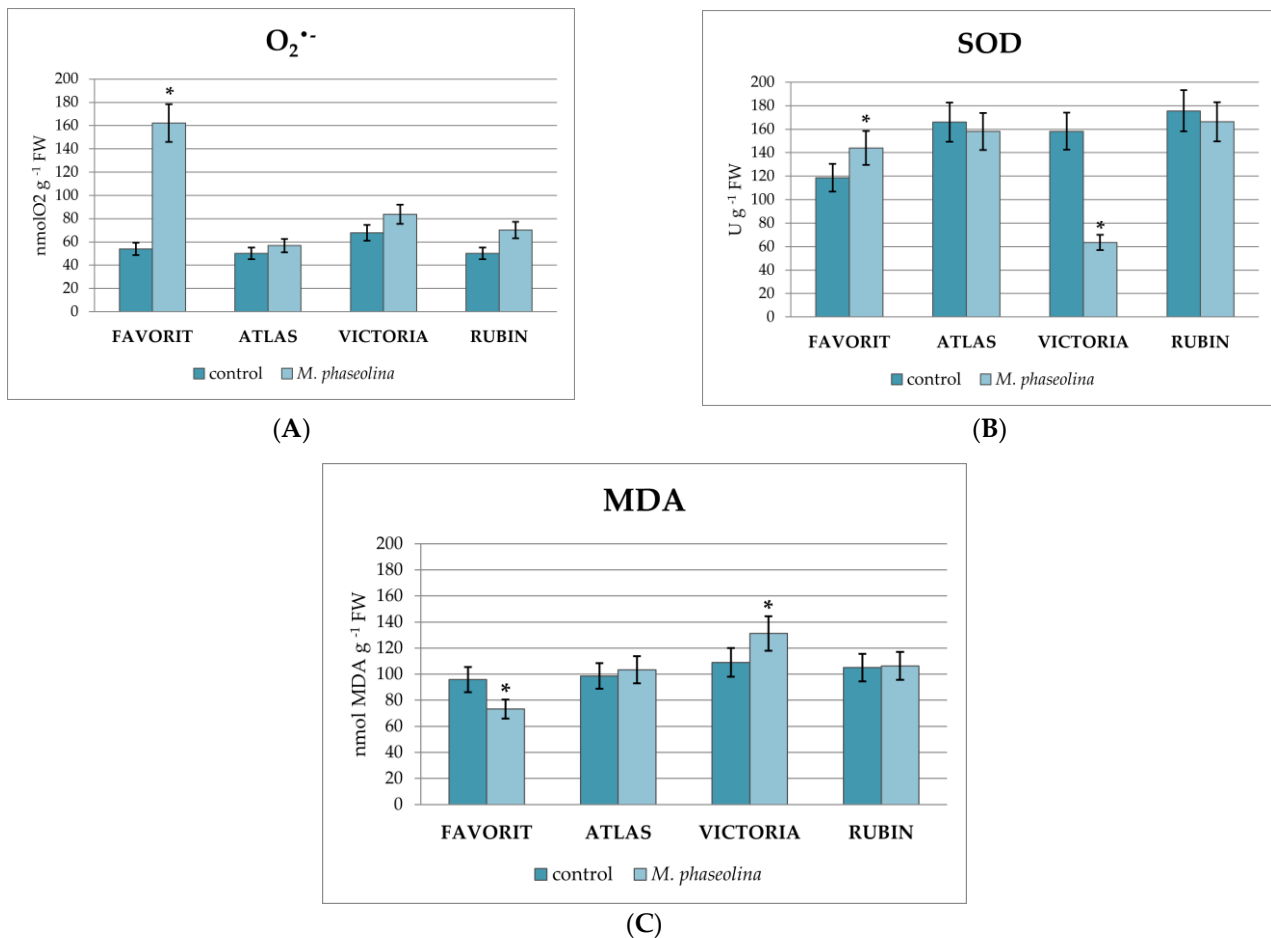 O₂•-
nmolO2 g -1 FW
200
180
160
140
120
100
80
60
40
20
0
*
FAVORIT ATLAS VICTORIA RUBIN
control M. phaseolina
(A)
SOD
U g -1 FW
200
180
160
140
120
100
80
60
40
20
0
*
*
FAVORIT ATLAS VICTORIA RUBIN
control M. phaseolina
(B)
MDA
nmol MDA g -1 FW
200
180
160
140
120
100
80
60
40
20
0
*
*
FAVORIT ATLAS VICTORIA RUBIN
control M. phaseolina
(C)